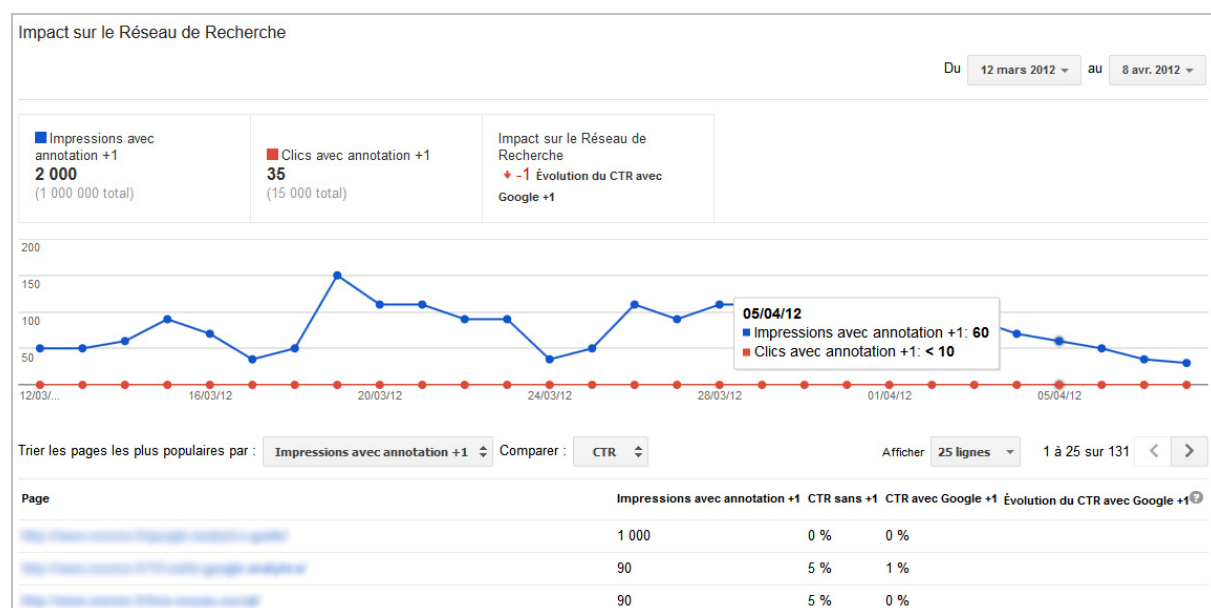 Impact sur le Réseau de Recherche
Du 12 mars 2012 au 8 avr. 2012
Impressions avec
annotation +1
2 000
(1 000 000 total)
Clics avec annotation +1
35
(15 000 total)
Impact sur le Réseau de
Recherche
-1 Évolution du CTR avec
Google +1
200
150
100
50
05/04/12
Impressions avec annotation +1: 60
Clics avec annotation +1: < 10
12/03/... 16/03/12 20/03/12 24/03/12 28/03/12 01/04/12 05/04/12
Trier les pages les plus populaires par : Impressions avec annotation +1 Comparer : CTR Afficher 25 lignes 1 à 25 sur 131
Page Impressions avec annotation +1 CTR sans +1 CTR avec Google +1 Évolution du CTR avec Google +1 ?
1 000 0 % 0 %
90 5 % 1 %
90 5 % 0 %